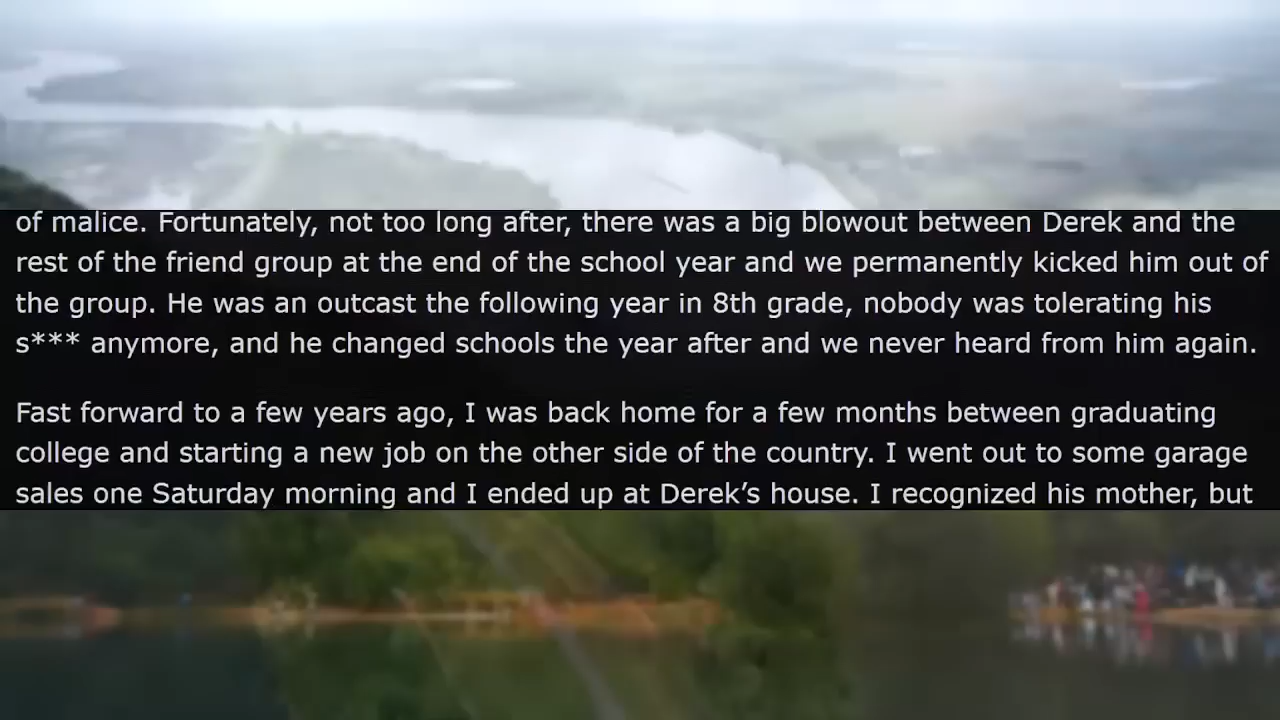 of malice. Fortunately, not too long after, there was a big blowout between Derek and the
rest of the friend group at the end of the school year and we permanently kicked him out of
the group. He was an outcast the following year in 8th grade, nobody was tolerating his
s*** anymore, and he changed schools the year after and we never heard from him again.
Fast forward to a few years ago, I was back home for a few months between graduating
college and starting a new job on the other side of the country. I went out to some garage
sales one Saturday morning and I ended up at Derek’s house. I recognized his mother, but